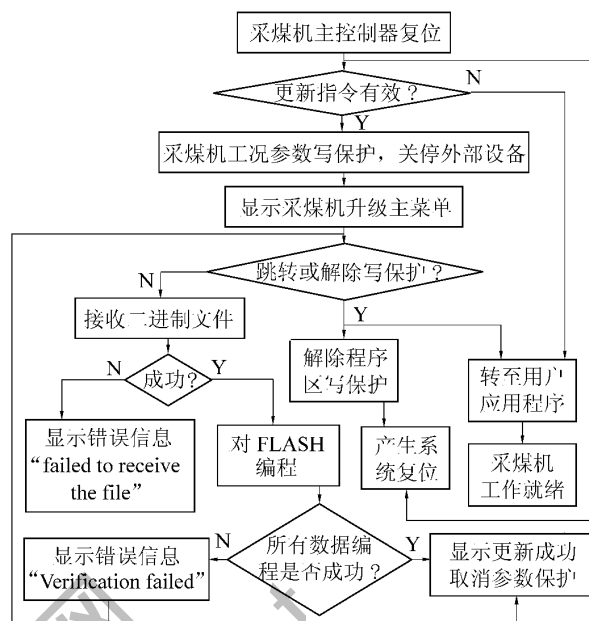 采煤机主控制器复位
更新指令有效？
N
Y
采煤机工况参数写保护，关停外部设备
显示采煤机升级主菜单
跳转或解除写保护？
N
Y
接收二进制文件
解除程序
区写保护
转至用户
应用程序
N
成功？
Y
显示错误信息
“failed to receive
the file”
对 FLASH
编程
产生系
统复位
采煤机
工作就绪
显示错误信息
“Verification failed”
N
所有数据编
程是否成功？
Y
显示更新成功
取消参数保护